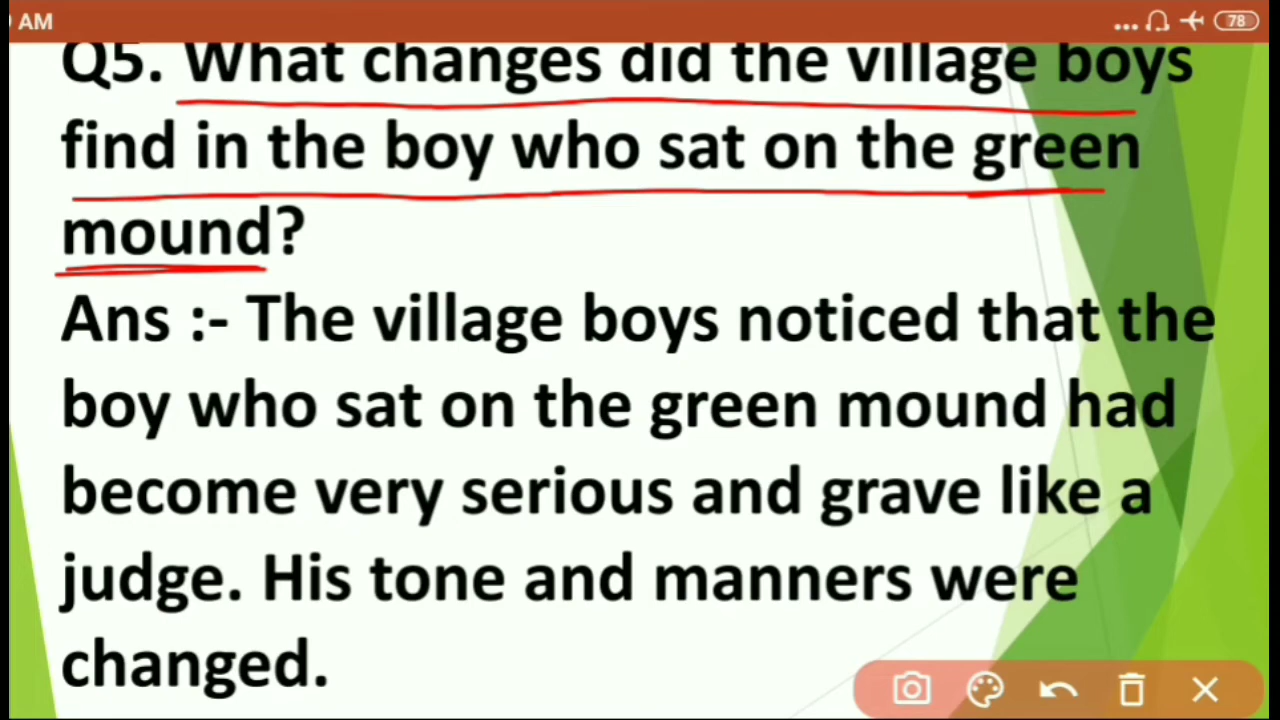 AM
78
Q5. What changes did the village boys
find in the boy who sat on the green
mound?
Ans :- The village boys noticed that the
boy who sat on the green mound had
become very serious and grave like a
judge. His tone and manners were
changed.